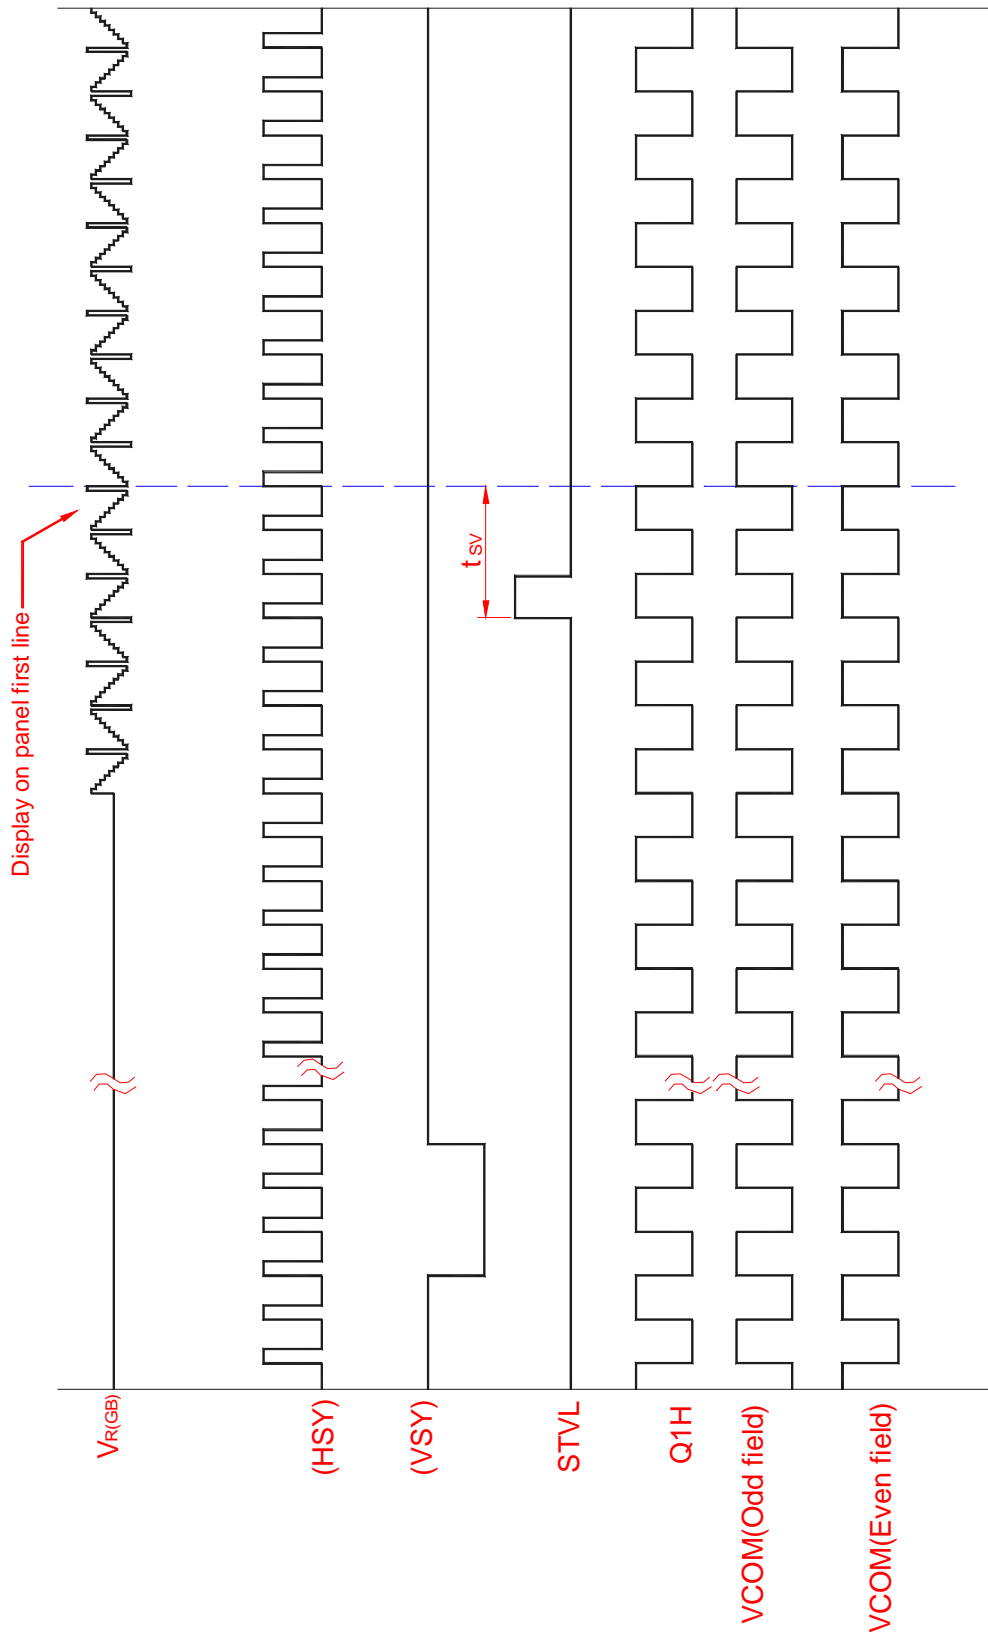 Display on panel first line
VR(GB)
(HSY)
(VSY)
tSV
STVL
Q1H
VCOM(Odd field)
VCOM(Even field)